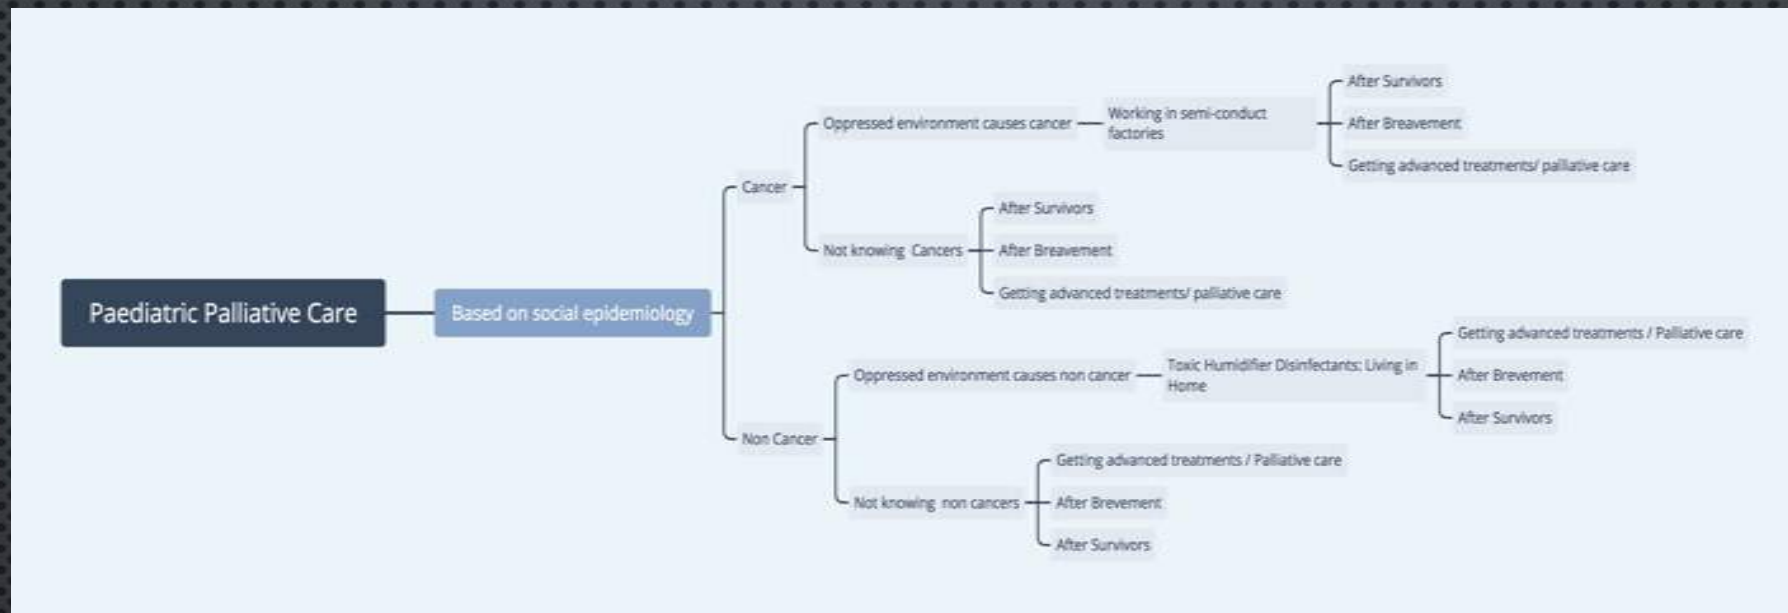 Paediatric Palliative Care
Based on social epidemiology
Cancer
Oppressed environment causes cancer
Working in semi-conduct
factories
After Survivors
After Breavement
Getting advanced treatments/ palliative care
Not knowing Cancers
After Survivors
After Breavement
Getting advanced treatments/ palliative care
Non Cancer
Oppressed environment causes non cancer
Toxic Humidifier Disinfectants: Living in
Home
Getting advanced treatments / Palliative care
After Brevement
After Survivors
Not knowing non cancers
Getting advanced treatments / Palliative care
After Brevement
After Survivors